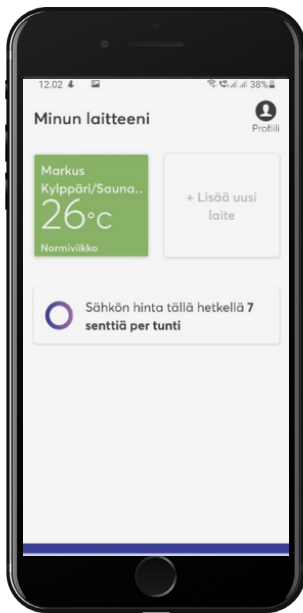 12.02
38%
Minun laitteeni
Profiili
Markus
Kylppäri/Sauna..
26°C
Normiviikko
+ Lisää uusi
laite
Sähkön hinta tällä hetkellä 7
senttiä per tunti